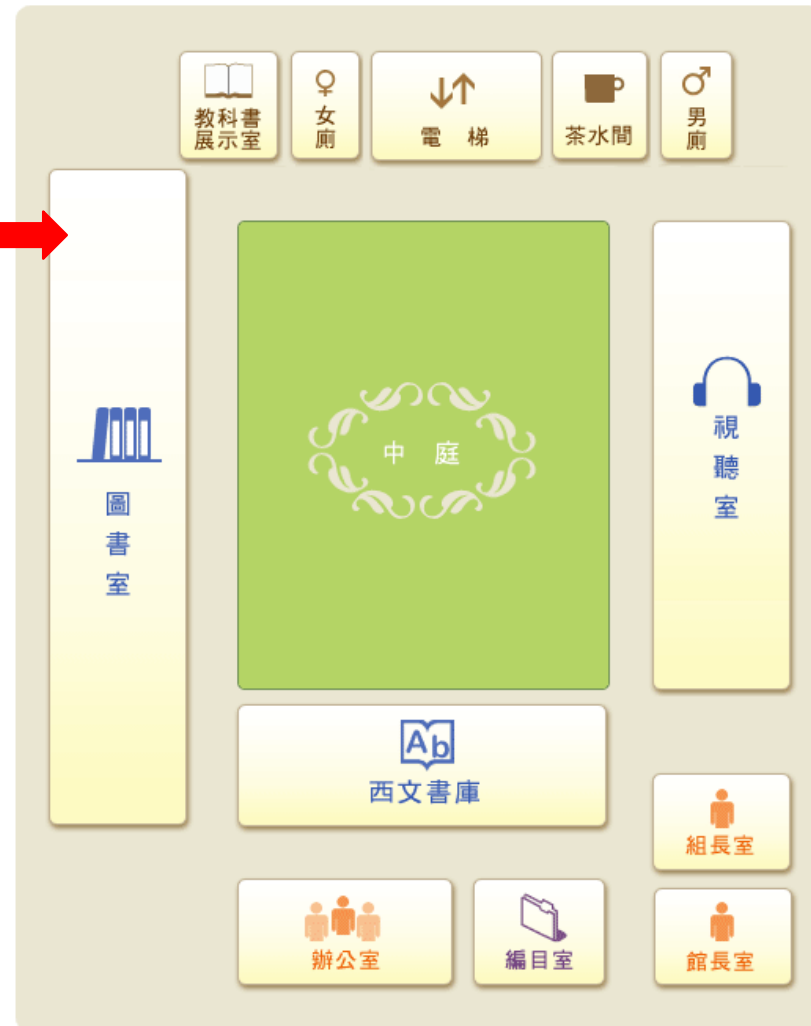 教科書
展示室
女廁
電 梯
茶水間
男廁
圖書室
中 庭
視聽室
Ab
西文書庫
組長室
辦公室
編目室
館長室